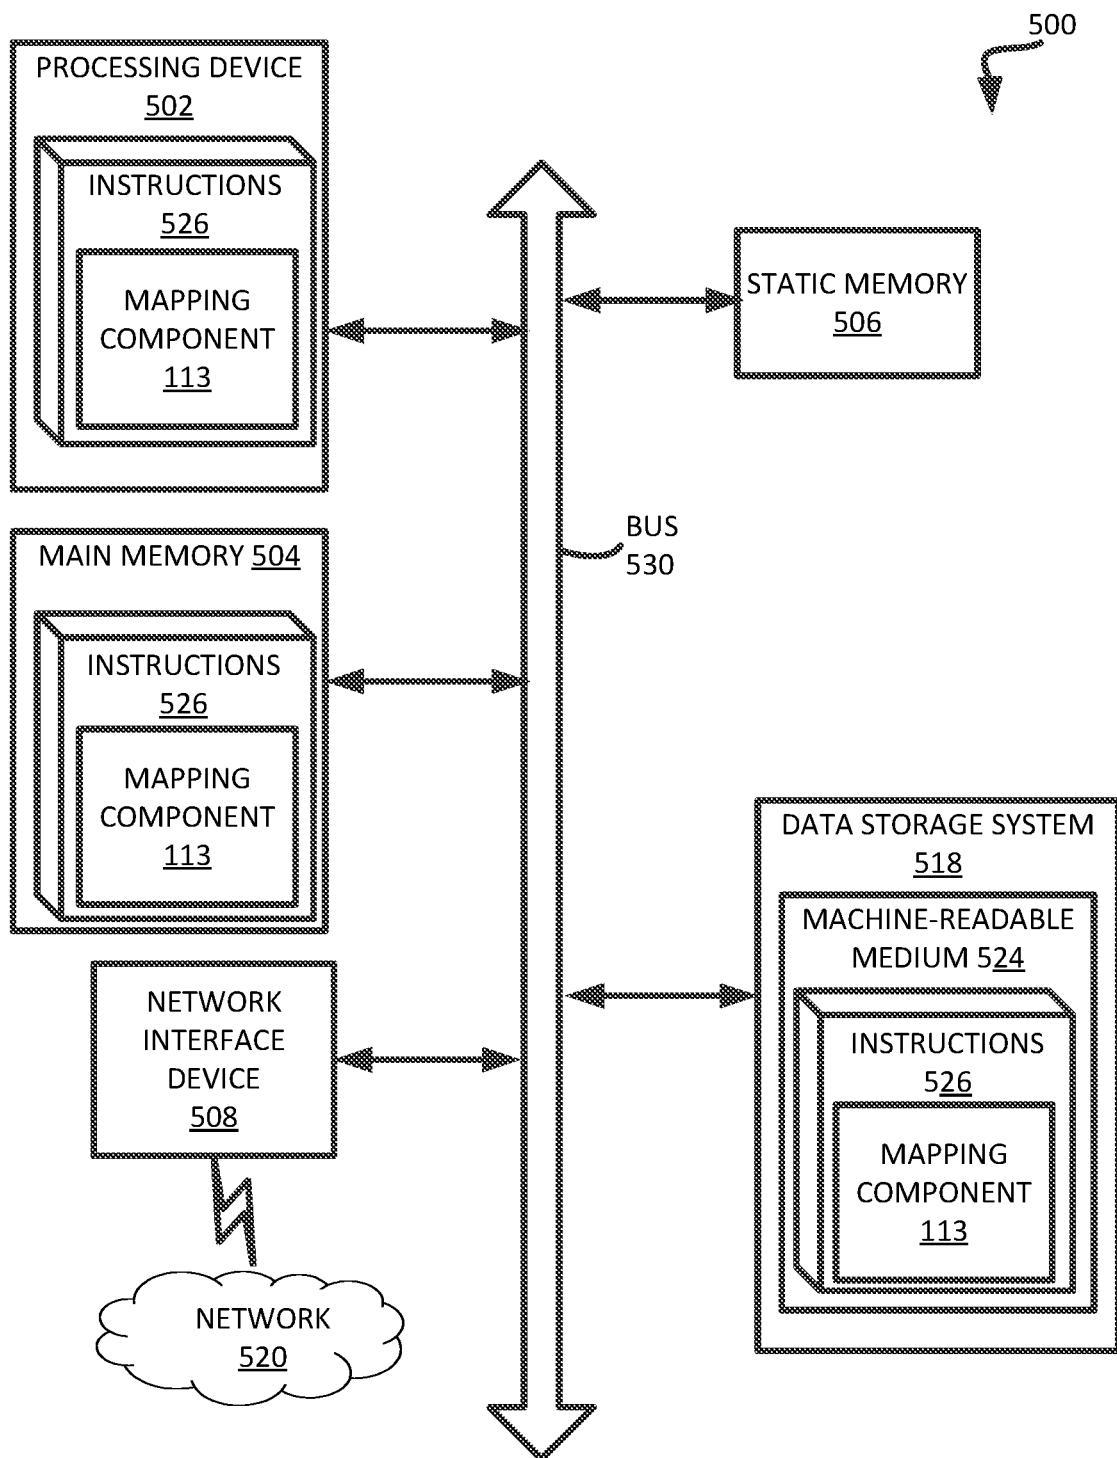 500
PROCESSING DEVICE
502
INSTRUCTIONS
526
MAPPING
COMPONENT
113
STATIC MEMORY
506
BUS
530
MAIN MEMORY 504
INSTRUCTIONS
526
MAPPING
COMPONENT
113
DATA STORAGE SYSTEM
518
MACHINE-READABLE
MEDIUM 524
INSTRUCTIONS
526
MAPPING
COMPONENT
113
NETWORK
INTERFACE
DEVICE
508
NETWORK
520